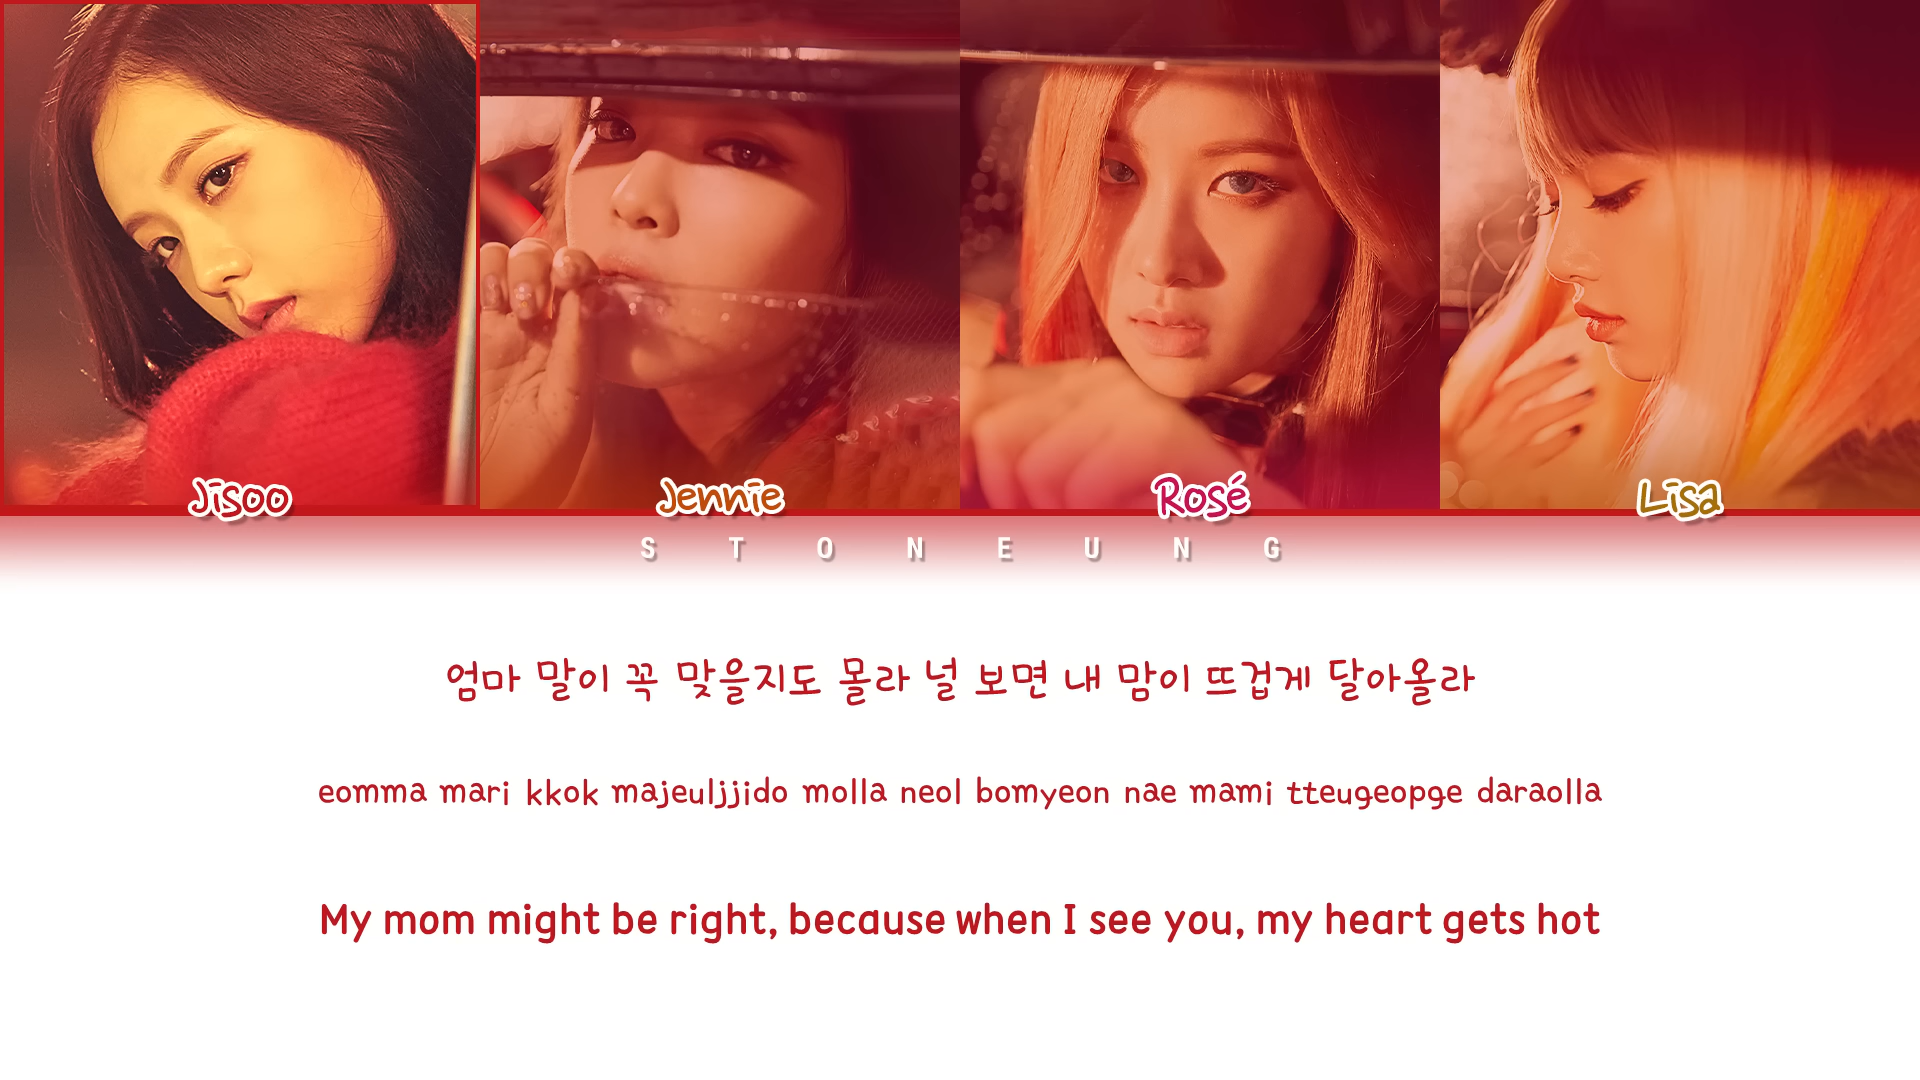 Jisoo
Jennie
Rosé
Lisa
STONEUNG
엄마 말이 꼭 맞을지도 몰라 널 보면 내 맘이 뜨겁게 달아올라
eomma mari kkok majeuljjido molla neol bomyeon nae mami tteugeopge daraolla
My mom might be right, because when I see you, my heart gets hot